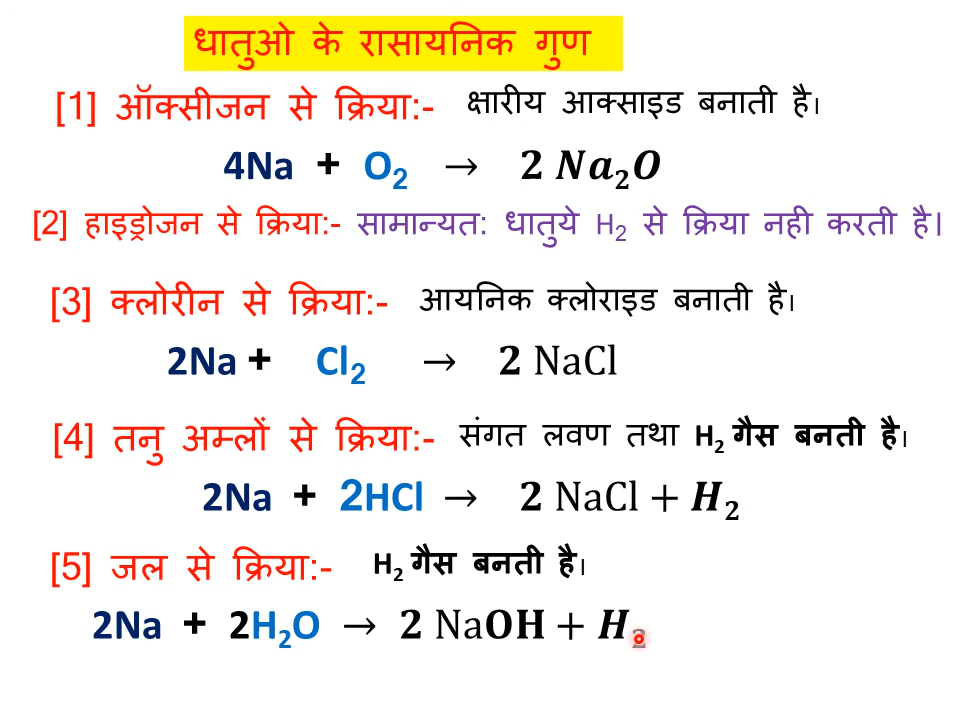 धातुओ के रासायनिक गुण
[1] ऑक्सीजन से क्रिया:- क्षारीय आक्साइड बनाती है।
4Na + O₂ → 2 Na₂O
[2] हाइड्रोजन से क्रिया:- सामान्यत: धातुये H₂ से क्रिया नही करती है।
[3] क्लोरीन से क्रिया:- आयनिक क्लोराइड बनाती है।
2Na + Cl₂ → 2 NaCl
[4] तनु अम्लों से क्रिया:- संगत लवण तथा H₂ गैस बनती है।
2Na + 2HCl → 2 NaCl + H₂
[5] जल से क्रिया:- H₂ गैस बनती है।
2Na + 2H₂O → 2 NaOH + H₂